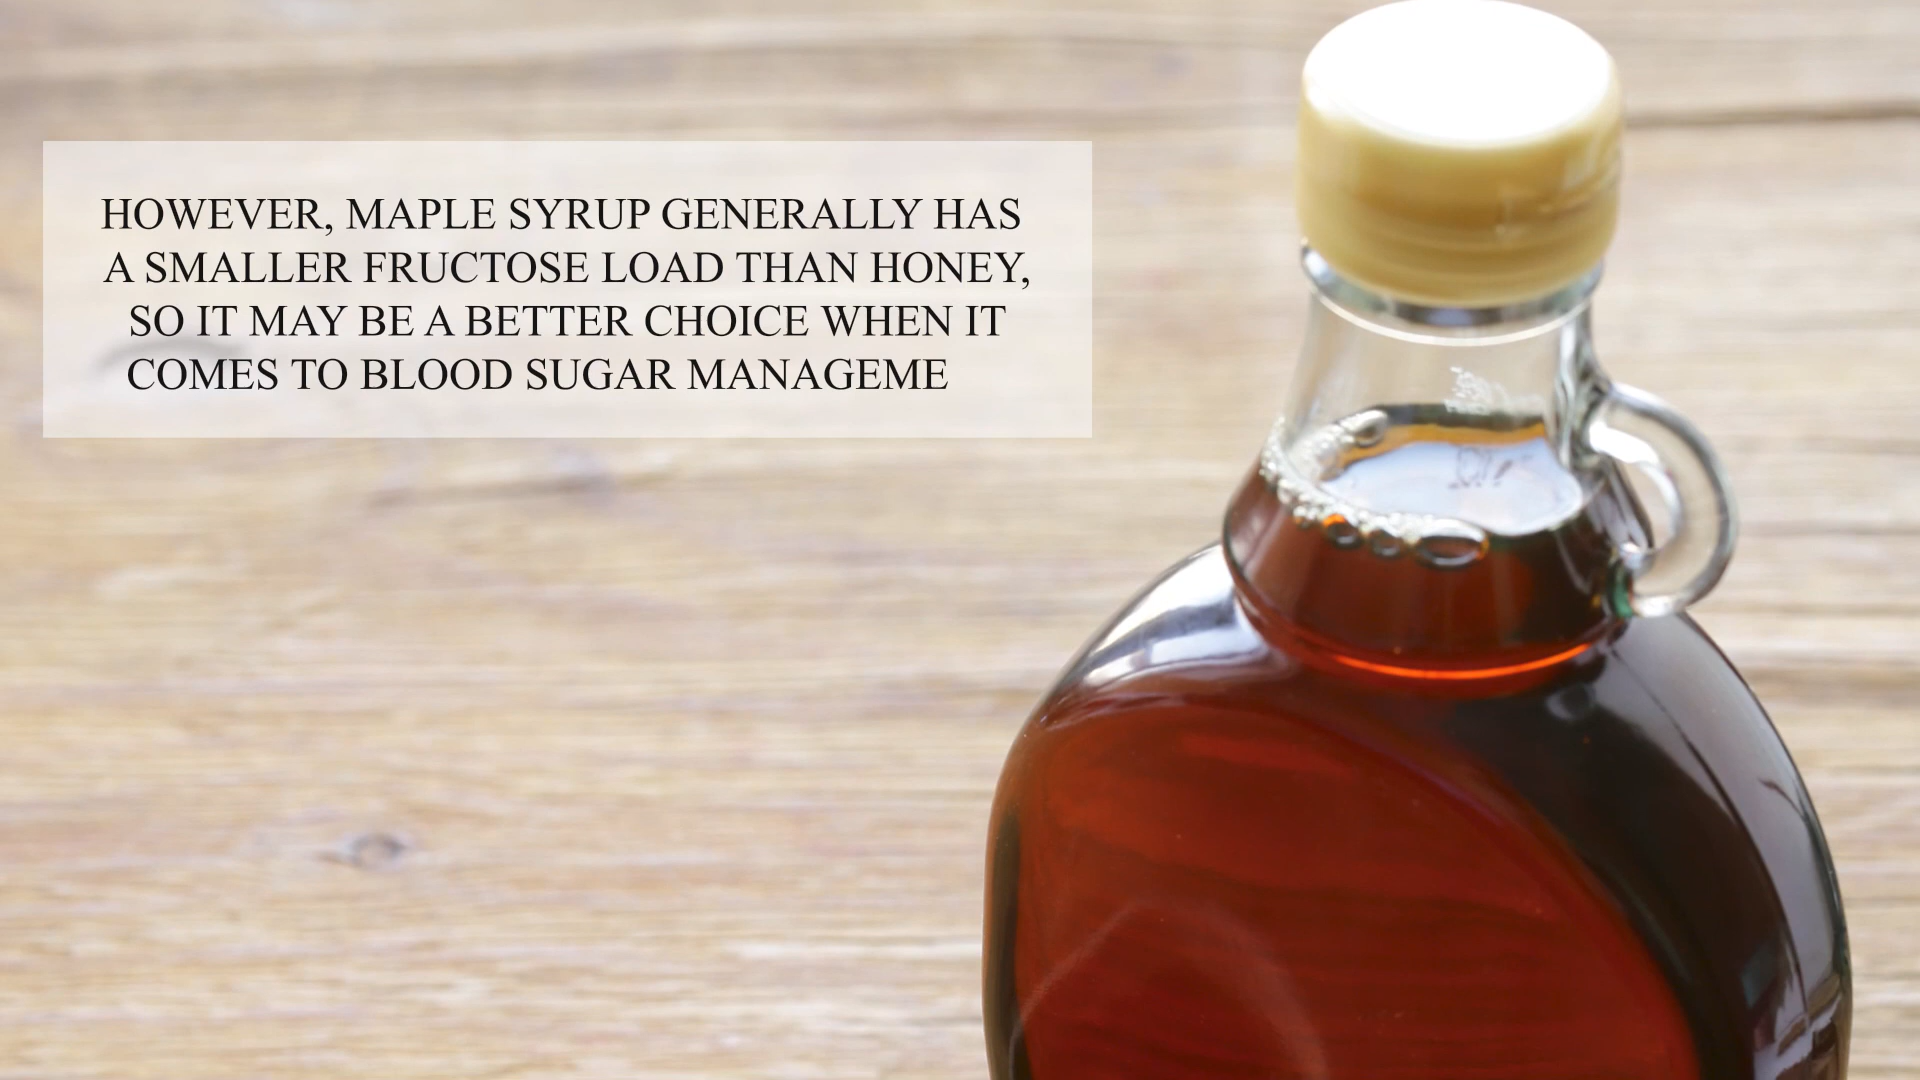 HOWEVER, MAPLE SYRUP GENERALLY HAS
A SMALLER FRUCTOSE LOAD THAN HONEY,
SO IT MAY BE A BETTER CHOICE WHEN IT
COMES TO BLOOD SUGAR MANAGEME